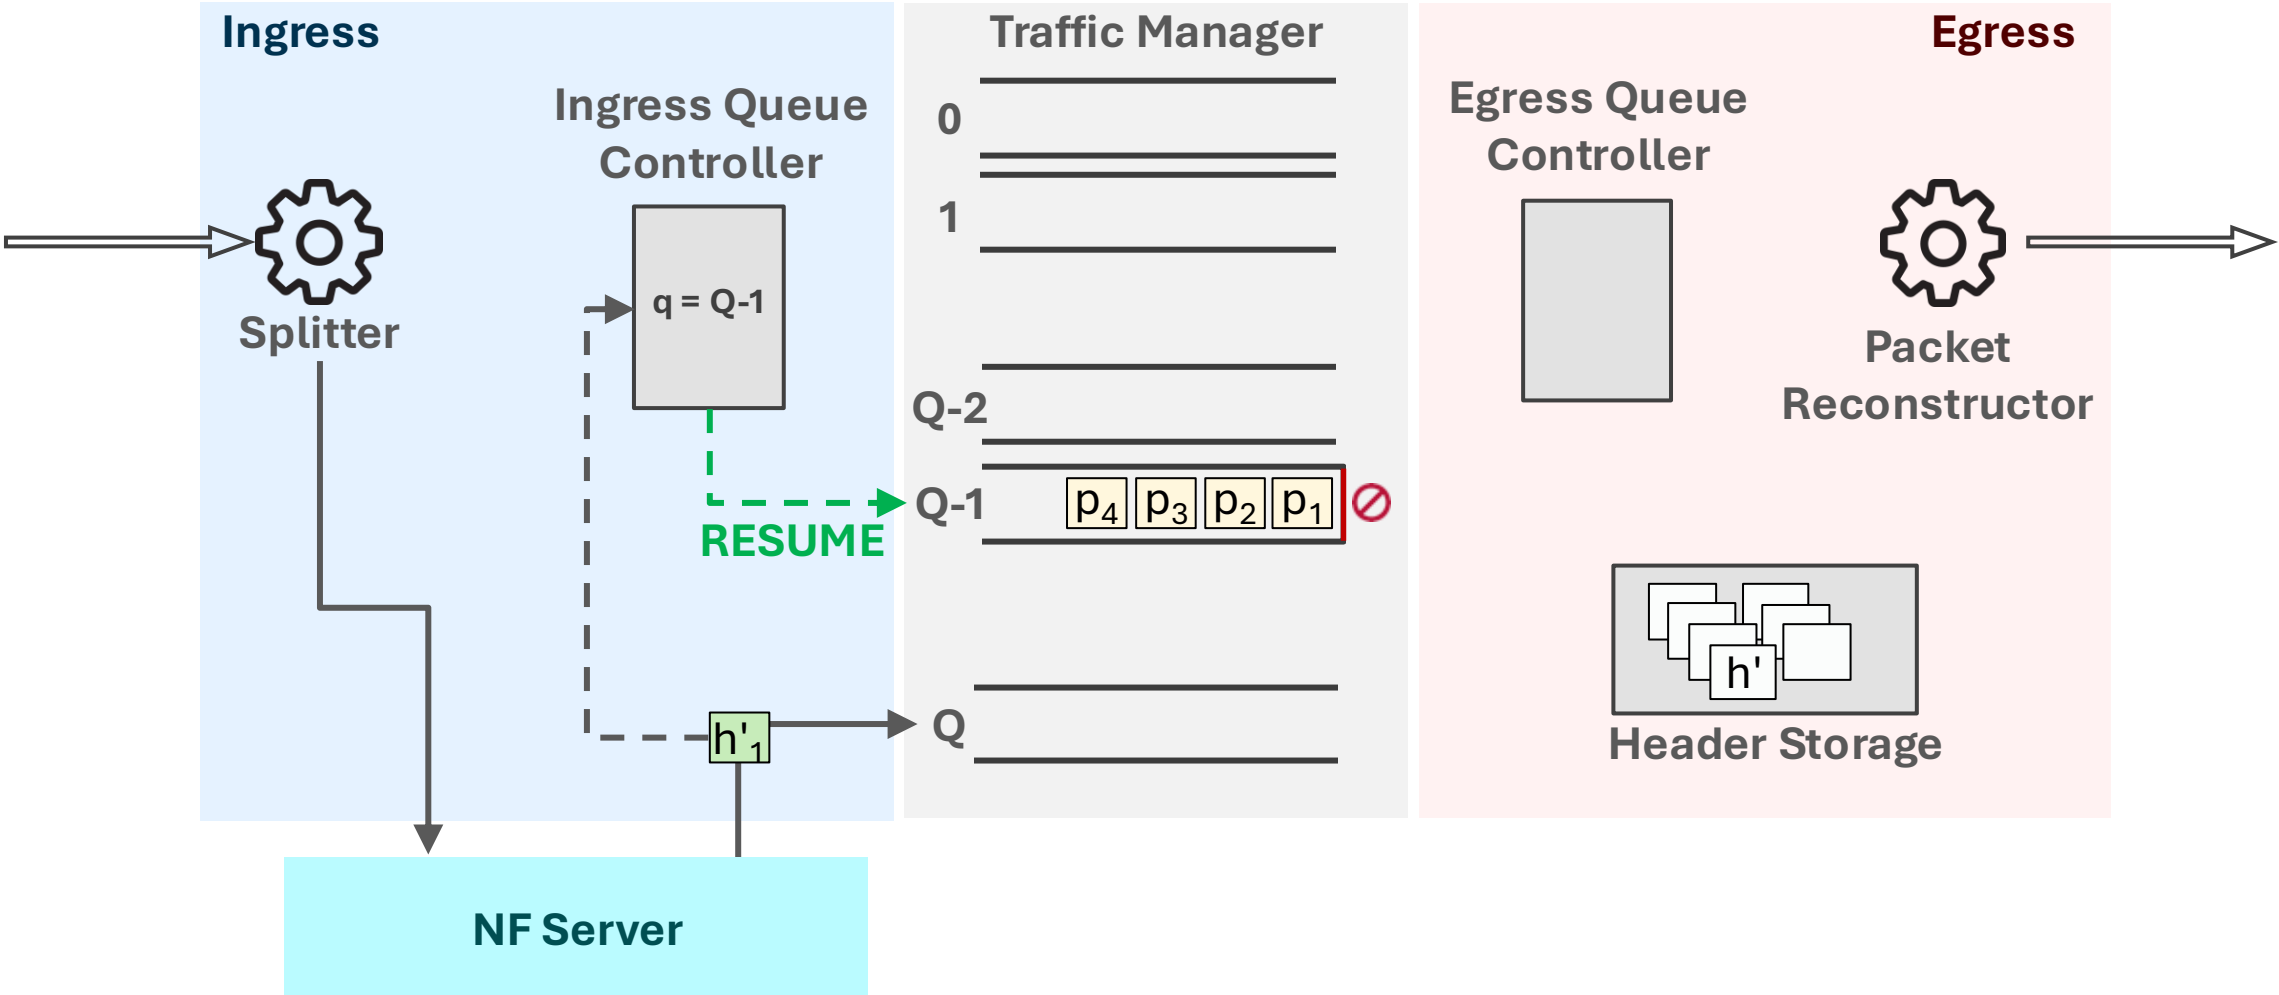 Ingress
Traffic Manager
Egress
Ingress Queue
Controller
Egress Queue
Controller
0
1
q = Q-1
Splitter
Packet
Reconstructor
Q-2
Q-1
p4 p3 p2 p1
RESUME
h'
h'1
Q
Header Storage
NF Server